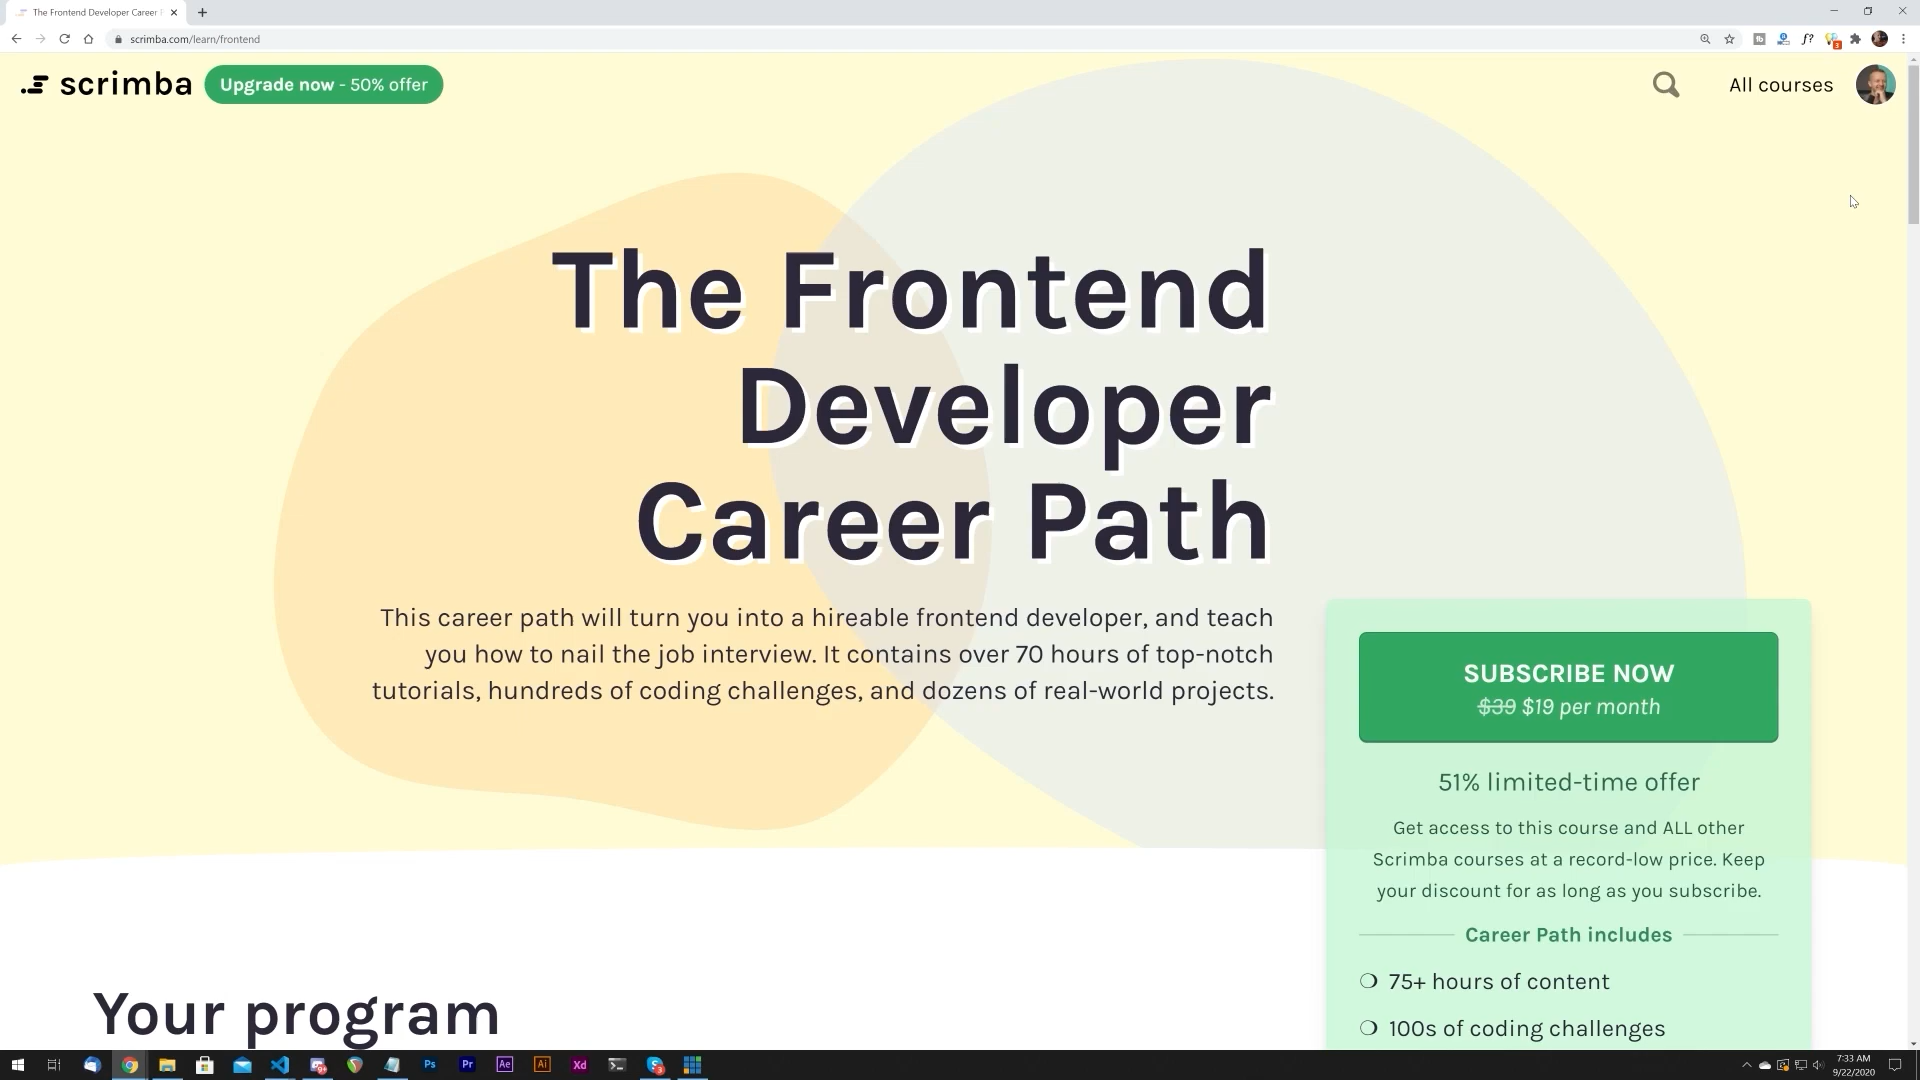 The Frontend Developer Career
scrimba.com/learn/frontend
scrimba
Upgrade now - 50% offer
All courses
The Frontend
Developer
Career Path
This career path will turn you into a hireable frontend developer, and teach
you how to nail the job interview. It contains over 70 hours of top-notch
tutorials, hundreds of coding challenges, and dozens of real-world projects.
SUBSCRIBE NOW
$39 $19 per month
51% limited-time offer
Get access to this course and ALL other
Scrimba courses at a record-low price. Keep
your discount for as long as you subscribe.
Career Path includes
75+ hours of content
100s of coding challenges
Your program
Ps
Pr
Ae
Ai
Xd
7:33 AM
9/22/2020